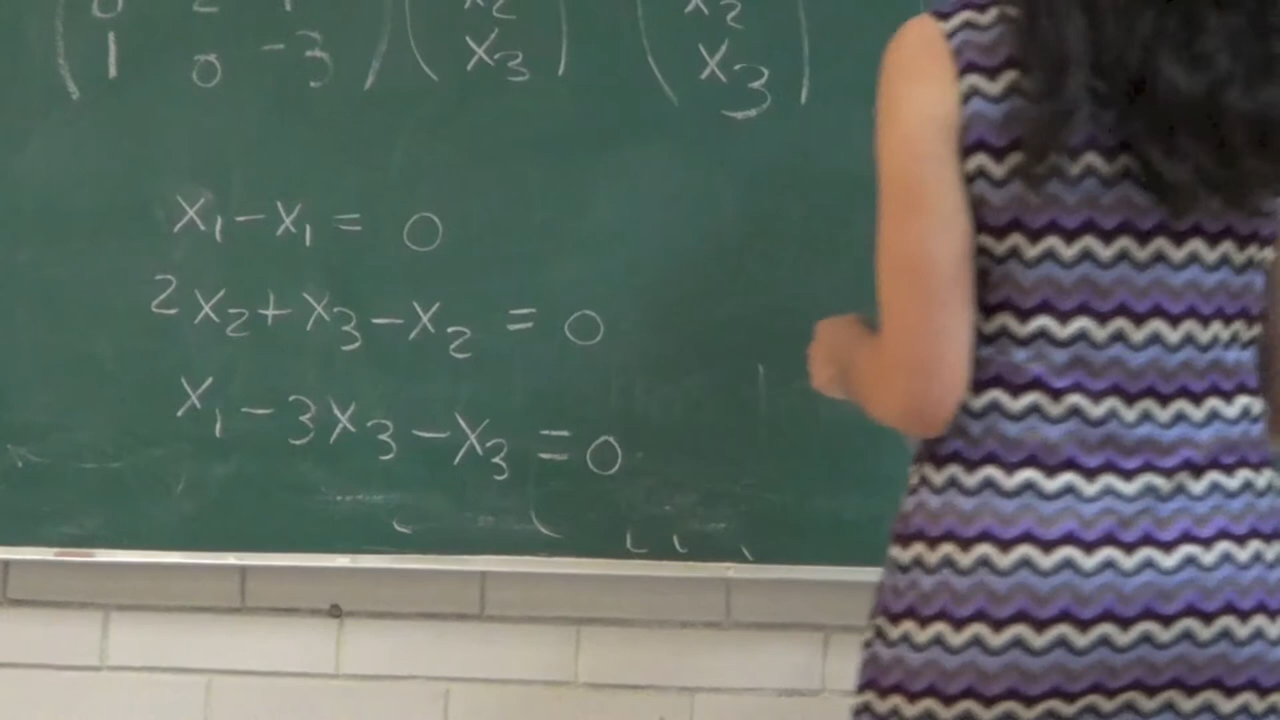 1 0 -3 x₃ x₃
x₁ - x₁ = 0
2x₂ + x₃ - x₂ = 0
x₁ - 3x₃ - x₃ = 0